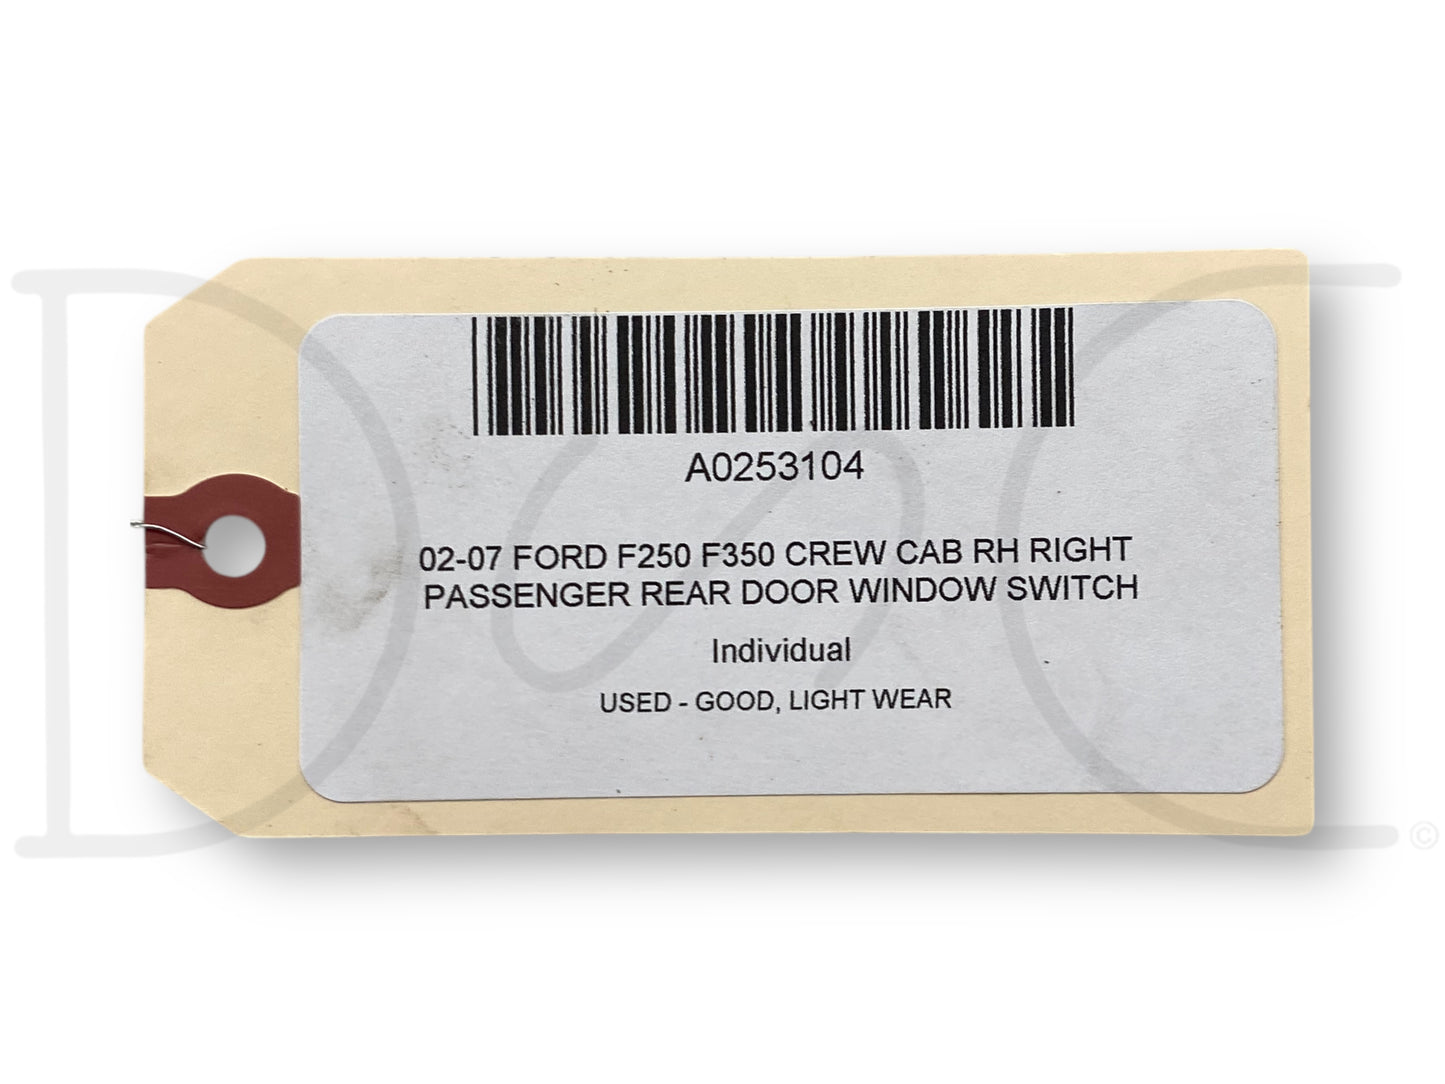 A0253104
02-07 FORD F250 F350 CREW CAB RH RIGHT
PASSENGER REAR DOOR WINDOW SWITCH
Individual
USED - GOOD, LIGHT WEAR
©